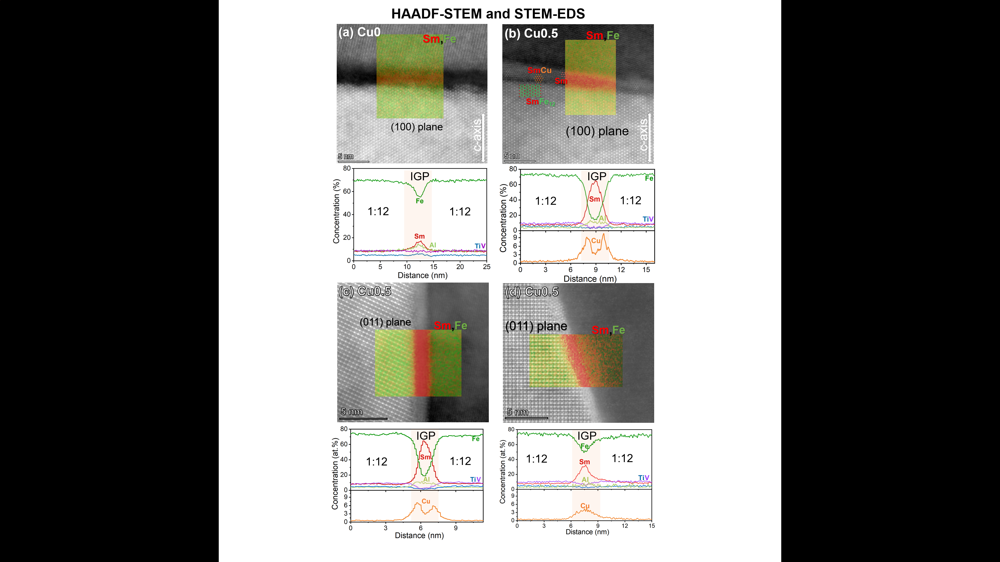 HAADF-STEM and STEM-EDS
(a) Cu0
Sm,Fe
(100) plane
c-axis
5 nm
(b) Cu0.5
Sm,Fe
SmCu
Sm
SmFe12
(100) plane
c-axis
5 nm
Concentration (%)
80
60
40
20
0
IGP
Fe
1:12
1:12
Sm
Al
TiV
0 5 10 15 20 25
Distance (nm)
Concentration (%)
80
60
40
20
0
IGP
Fe
1:12
Sm
1:12
Al
TiV
9
6
3
0
Cu
0 3 6 9 12 15
Distance (nm)
(c) Cu0.5
(011) plane
Sm,Fe
5 nm
(d) Cu0.5
(011) plane
Sm,Fe
5 nm
Concentration (at.%)
80
60
40
20
0
IGP
Fe
1:12
Sm
1:12
Al
TiV
9
6
3
0
Cu
0 3 6 9
Distance (nm)
Concentration (at.%)
80
60
40
20
0
IGP
Fe
1:12
1:12
Sm
Al
TiV
9
6
3
0
Cu
0 3 6 9 12 15
Distance (nm)